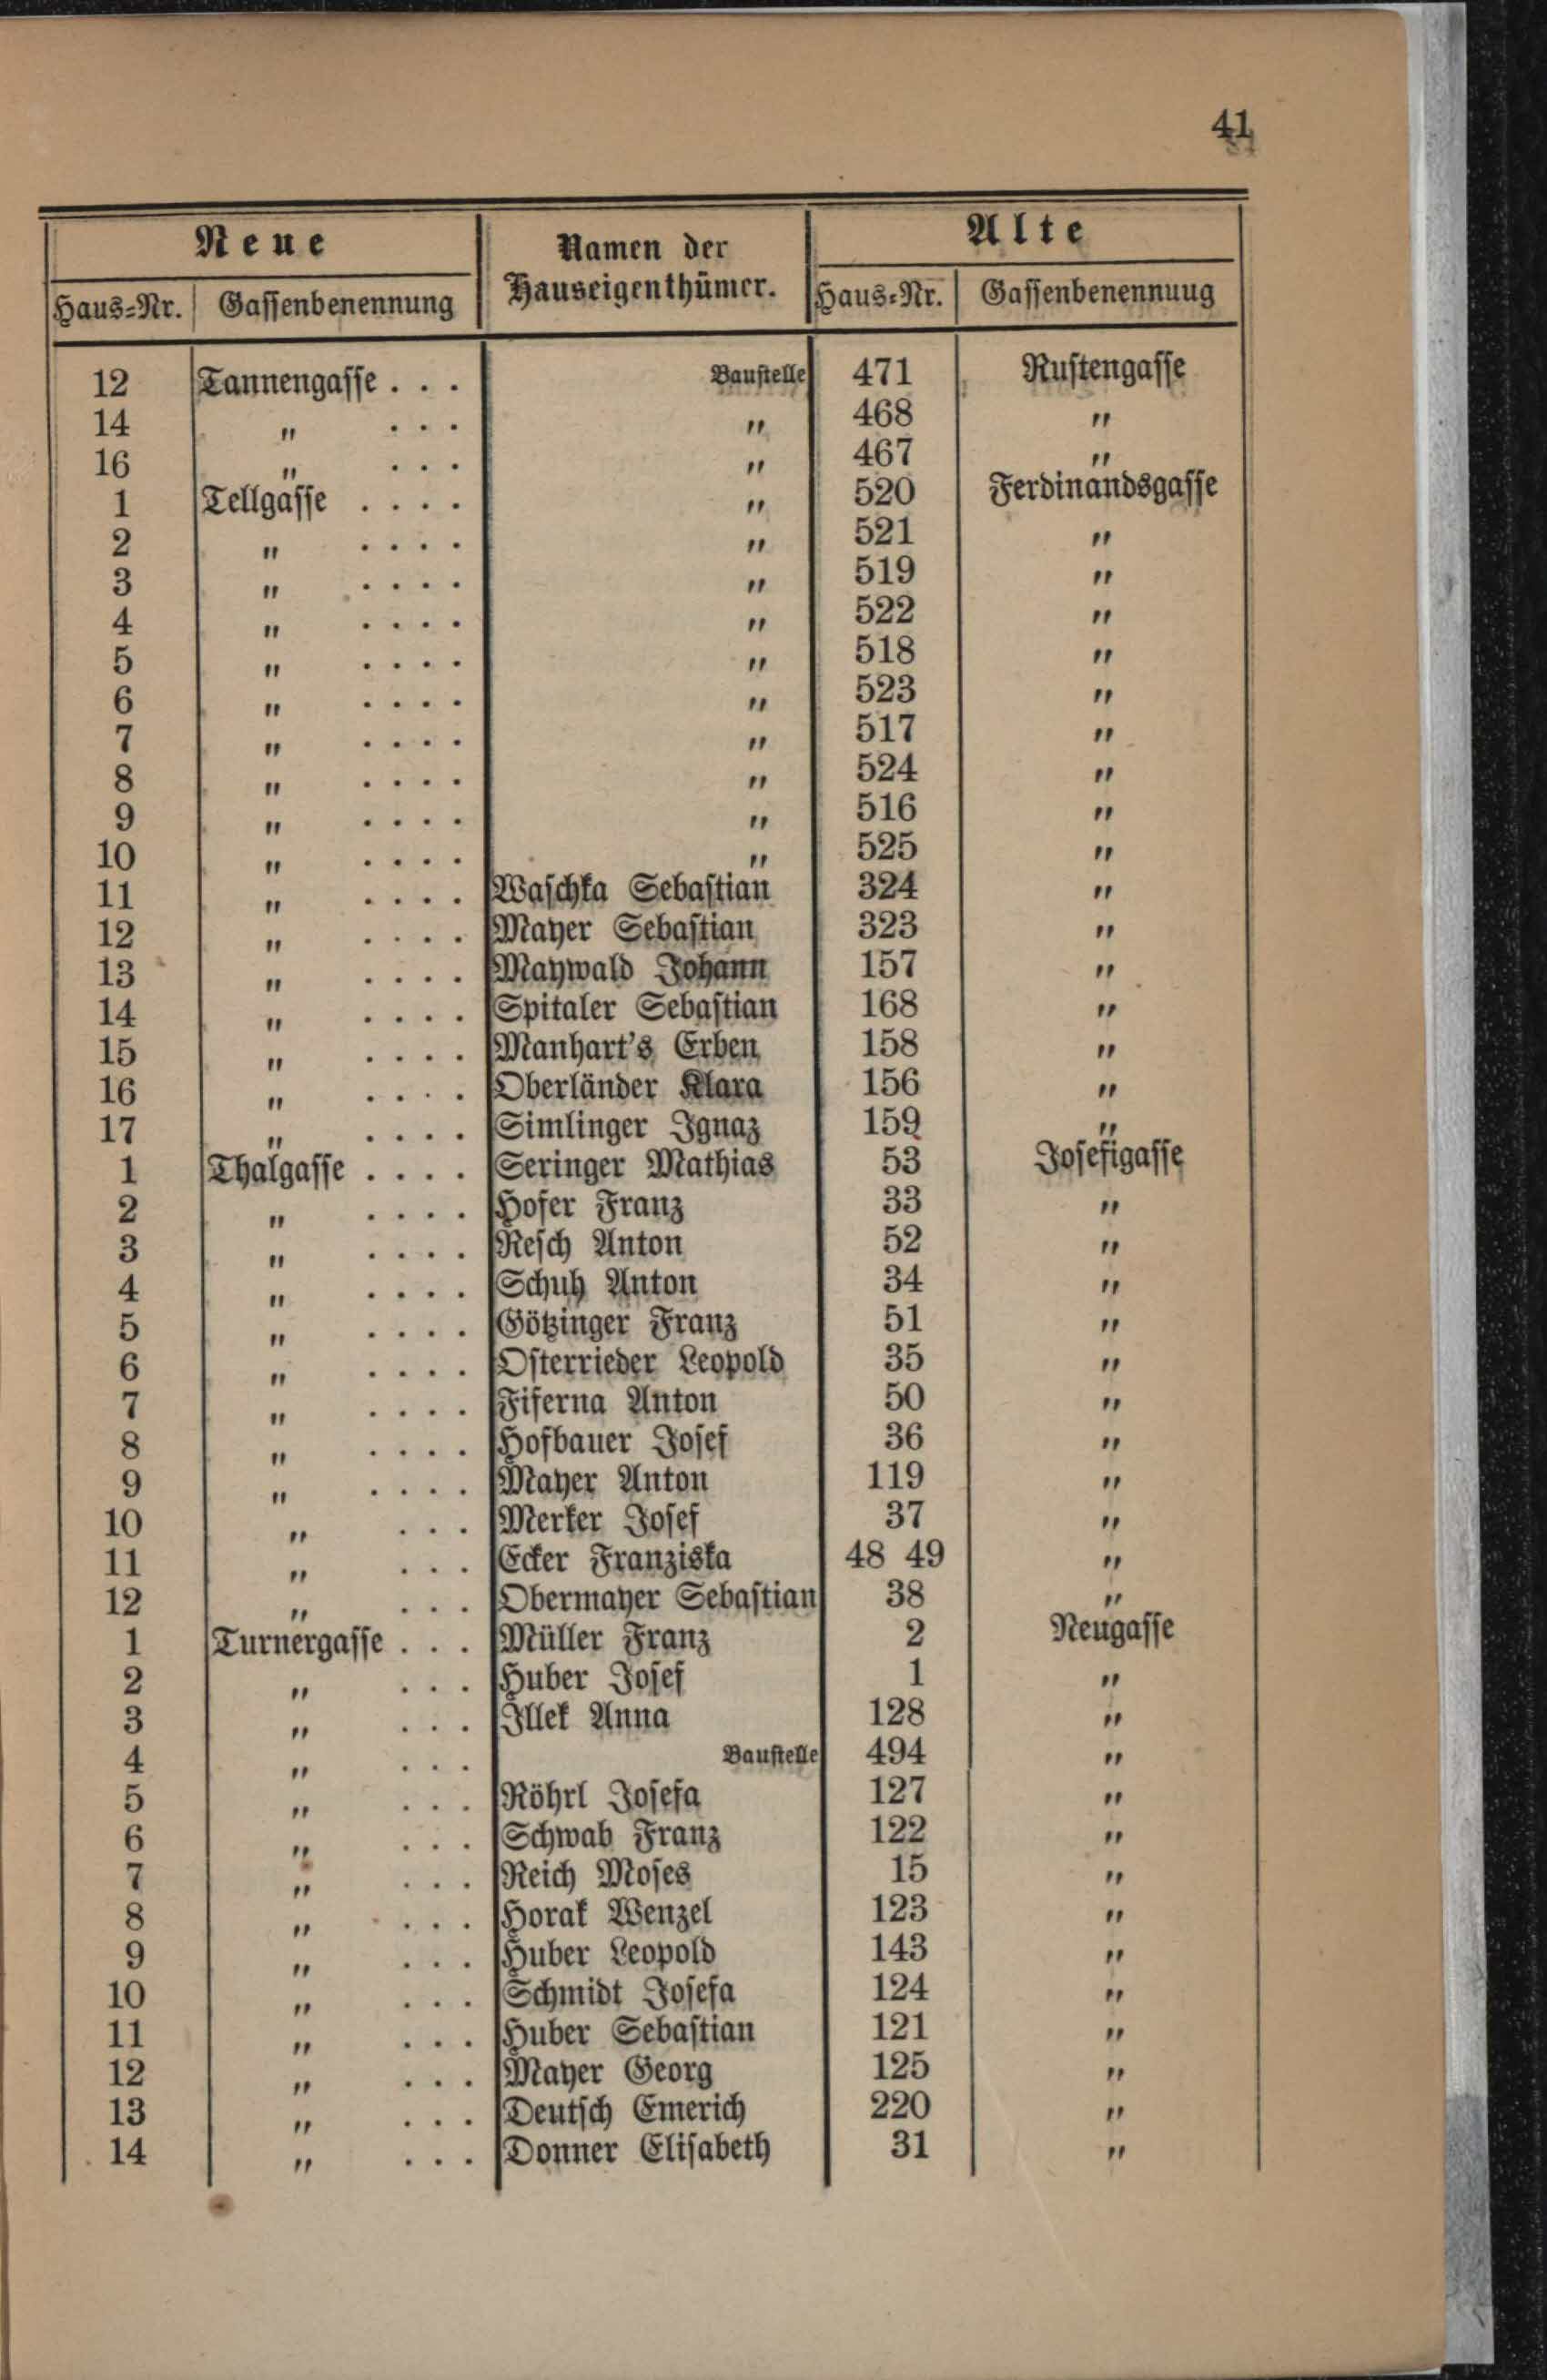 41
Neue Namen der Hauseigenthümer. Alte
Haus-Nr. Gassenbenennung Haus-Nr. Gassenbenennuug
12 Tannengasse . . . Baustelle 471 Rustengasse
14 " . . . " 468 "
16 " . . . " 467 "
1 Tellgasse . . . . " 520 Ferdinandsgasse
2 " . . . . " 521 "
3 " . . . . " 519 "
4 " . . . . " 522 "
5 " . . . . " 518 "
6 " . . . . " 523 "
7 " . . . . " 517 "
8 " . . . . " 524 "
9 " . . . . " 516 "
10 " . . . . " 525 "
11 " . . . . Waschka Sebastian 324 "
12 " . . . . Mayer Sebastian 323 "
13 " . . . . Maywald Johann 157 "
14 " . . . . Spitaler Sebastian 168 "
15 " . . . . Manhart's Erben 158 "
16 " . . . . Oberländer Klara 156 "
17 " . . . . Simlinger Ignaz 159 "
1 Thalgasse . . . . Seringer Mathias 53 Josefigasse
2 " . . . . Hofer Franz 33 "
3 " . . . . Resch Anton 52 "
4 " . . . . Schuh Anton 34 "
5 " . . . . Götzinger Franz 51 "
6 " . . . . Osterrieder Leopold 35 "
7 " . . . . Fiferna Anton 50 "
8 " . . . . Hofbauer Josef 36 "
9 " . . . . Mayer Anton 119 "
10 " . . . Merker Josef 37 "
11 " . . . Ecker Franziska 48 49 "
12 " . . . Obermayer Sebastian 38 "
1 Turnergasse . . . Müller Franz 2 Neugasse
2 " . . . Huber Josef 1 "
3 " . . . Illek Anna 128 "
4 " . . . Baustelle 494 "
5 " . . . Röhrl Josefa 127 "
6 " . . . Schwab Franz 122 "
7 " . . . Reich Moses 15 "
8 " . . . Horak Wenzel 123 "
9 " . . . Huber Leopold 143 "
10 " . . . Schmidt Josefa 124 "
11 " . . . Huber Sebastian 121 "
12 " . . . Mayer Georg 125 "
13 " . . . Deutsch Emerich 220 "
14 " . . . Donner Elisabeth 31 "